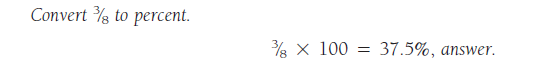 Convert ⅜ to percent.
⅜ × 100 = 37.5%, answer.